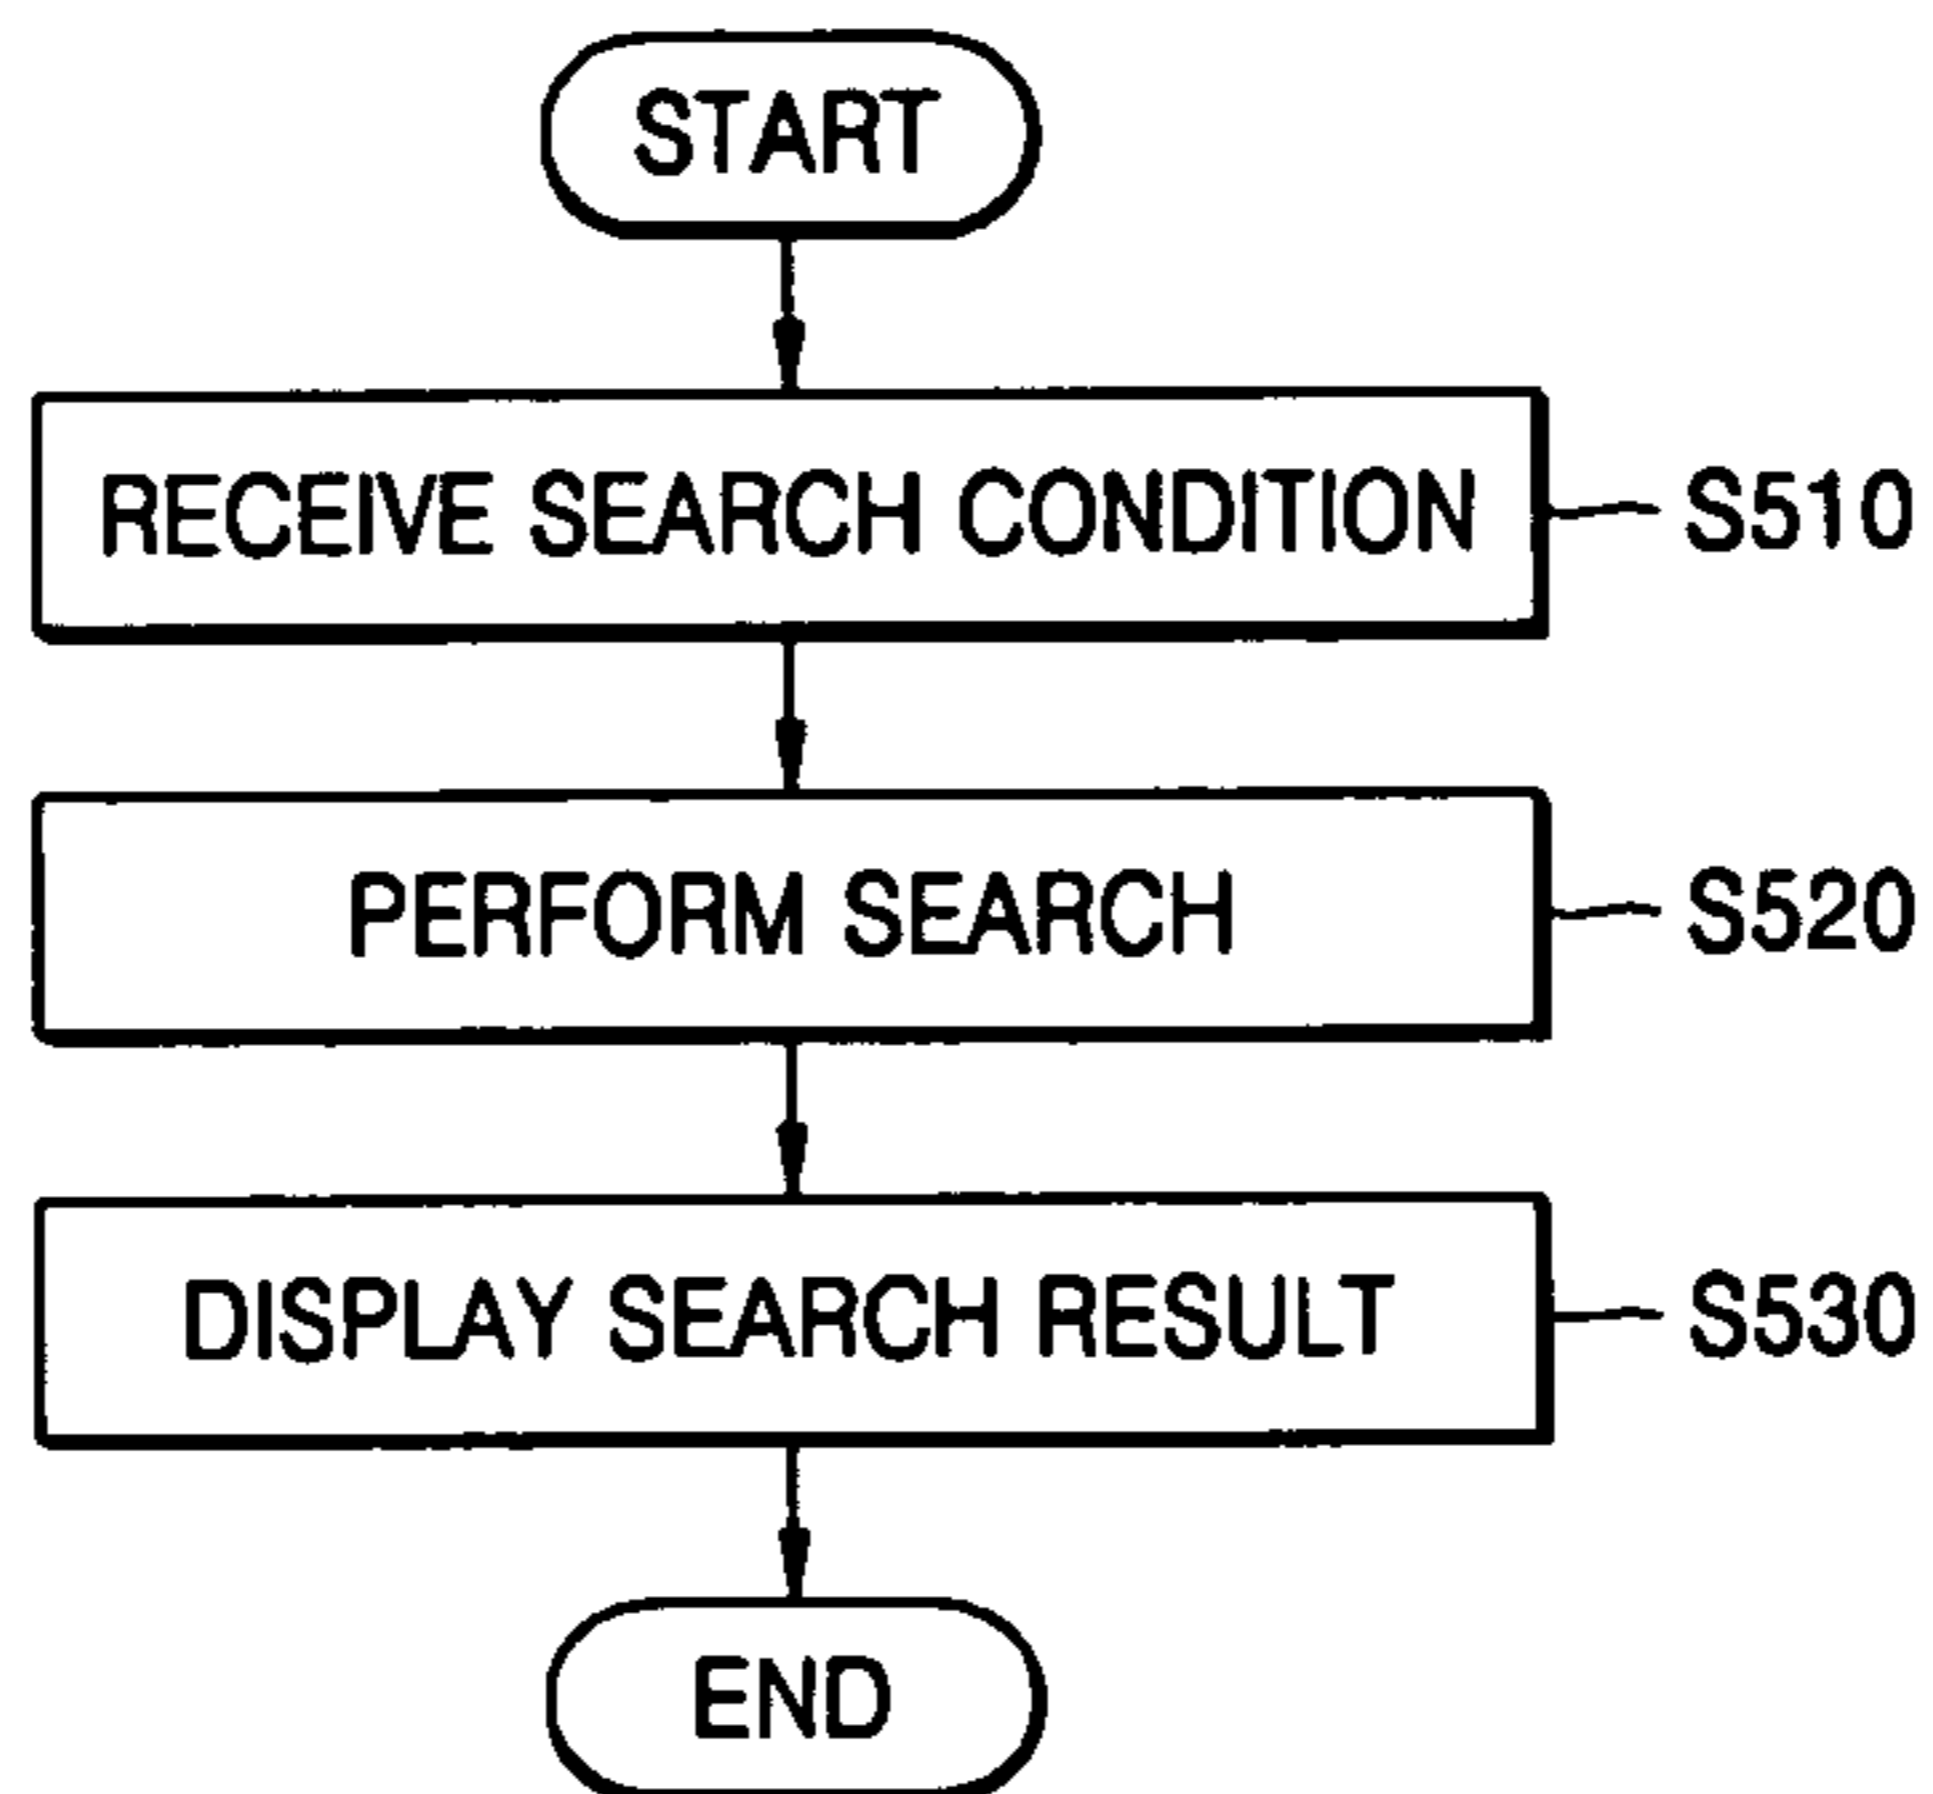 START
RECEIVE SEARCH CONDITION S510
PERFORM SEARCH S520
DISPLAY SEARCH RESULT S530
END